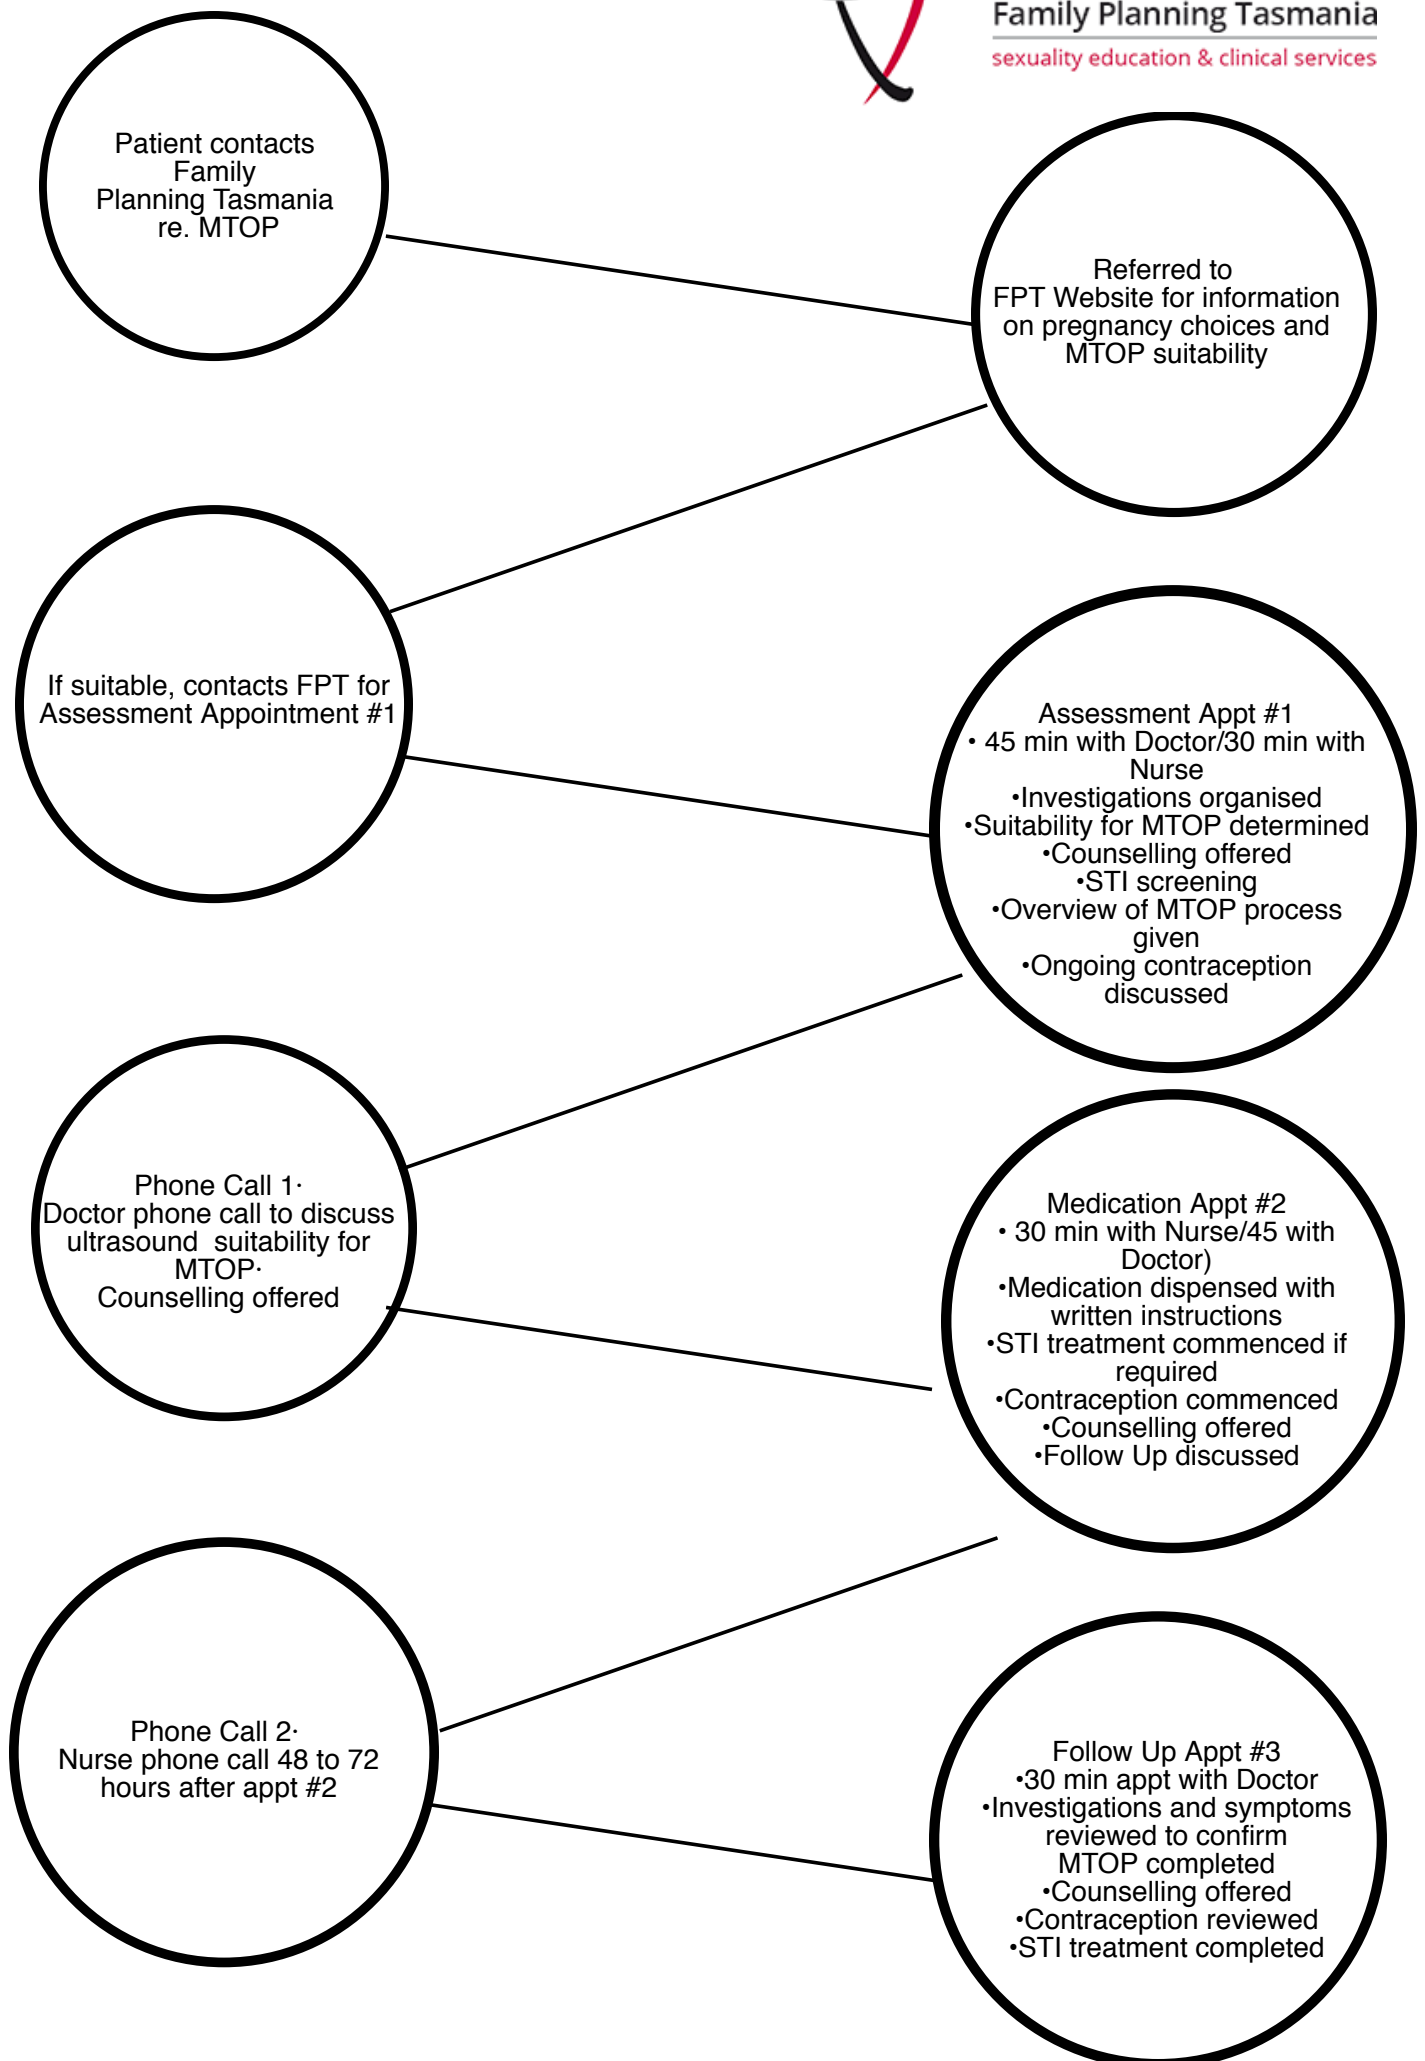 Family Planning Tasmania
sexuality education & clinical services
Patient contacts
Family
Planning Tasmania
re. MTOP
Referred to
FPT Website for information
on pregnancy choices and
MTOP suitability
If suitable, contacts FPT for
Assessment Appointment #1
Assessment Appt #1
• 45 min with Doctor/30 min with
Nurse
•Investigations organised
•Suitability for MTOP determined
•Counselling offered
•STI screening
•Overview of MTOP process
given
•Ongoing contraception
discussed
Phone Call 1·
Doctor phone call to discuss
ultrasound  suitability for
MTOP·
Counselling offered
Medication Appt #2
• 30 min with Nurse/45 with
Doctor)
•Medication dispensed with
written instructions
•STI treatment commenced if
required
•Contraception commenced
•Counselling offered
•Follow Up discussed
Phone Call 2·
Nurse phone call 48 to 72
hours after appt #2
Follow Up Appt #3
•30 min appt with Doctor
•Investigations and symptoms
reviewed to confirm
MTOP completed
•Counselling offered
•Contraception reviewed
•STI treatment completed